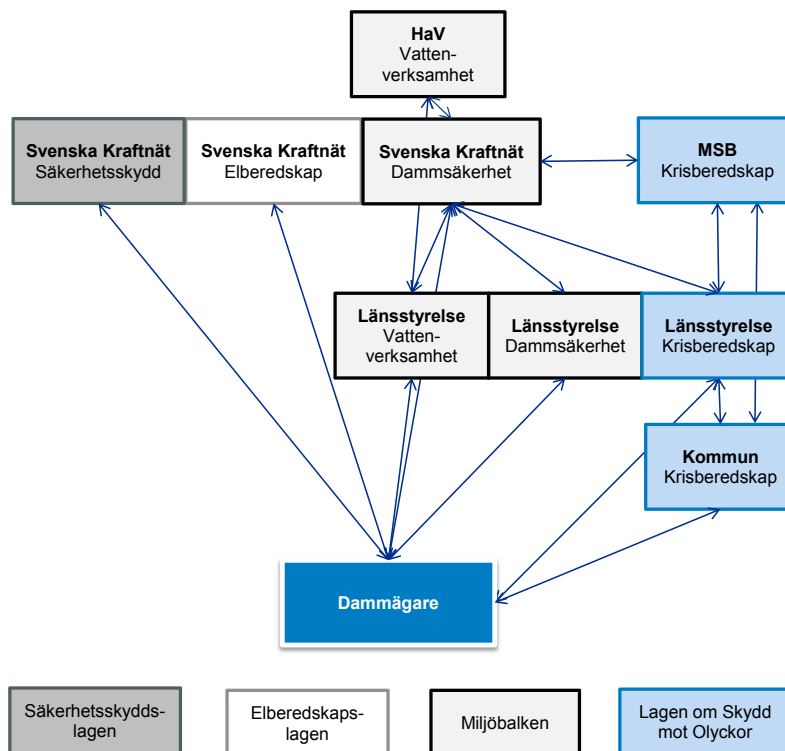 HaV
Vatten-
verksamhet
Svenska Kraftnät
Säkerhetsskydd
Svenska Kraftnät
Elberedskap
Svenska Kraftnät
Dammsäkerhet
MSB
Krisberedskap
Länsstyrelse
Vatten-
verksamhet
Länsstyrelse
Dammsäkerhet
Länsstyrelse
Krisberedskap
Kommun
Krisberedskap
Dammägare
Säkerhetsskydds-
lagen
Elberedskaps-
lagen
Miljöbalken
Lagen om Skydd
mot Olyckor